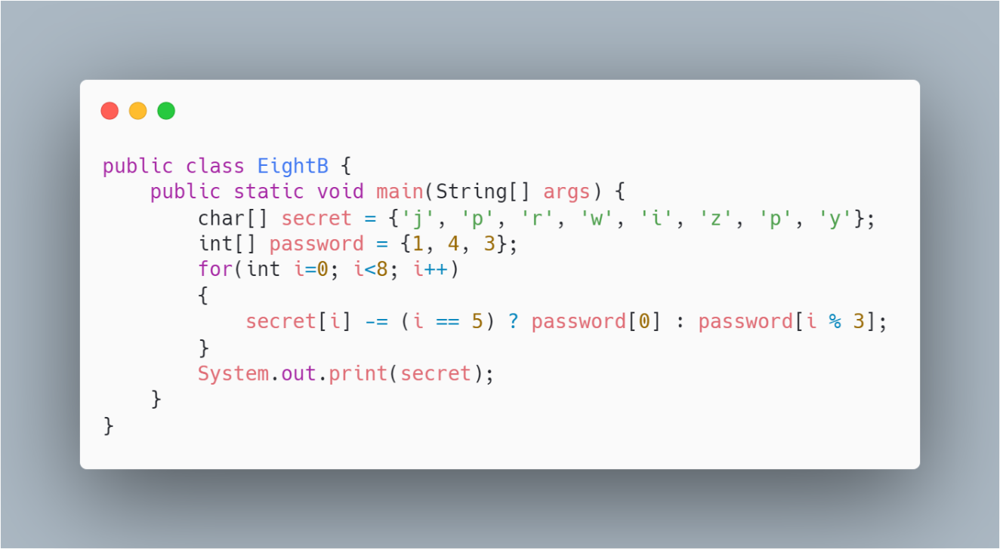 public class EightB {
    public static void main(String[] args) {
        char[] secret = {'j', 'p', 'r', 'w', 'i', 'z', 'p', 'y'};
        int[] password = {1, 4, 3};
        for(int i=0; i<8; i++)
        {
            secret[i] -= (i == 5) ? password[0] : password[i % 3];
        }
        System.out.print(secret);
    }
}